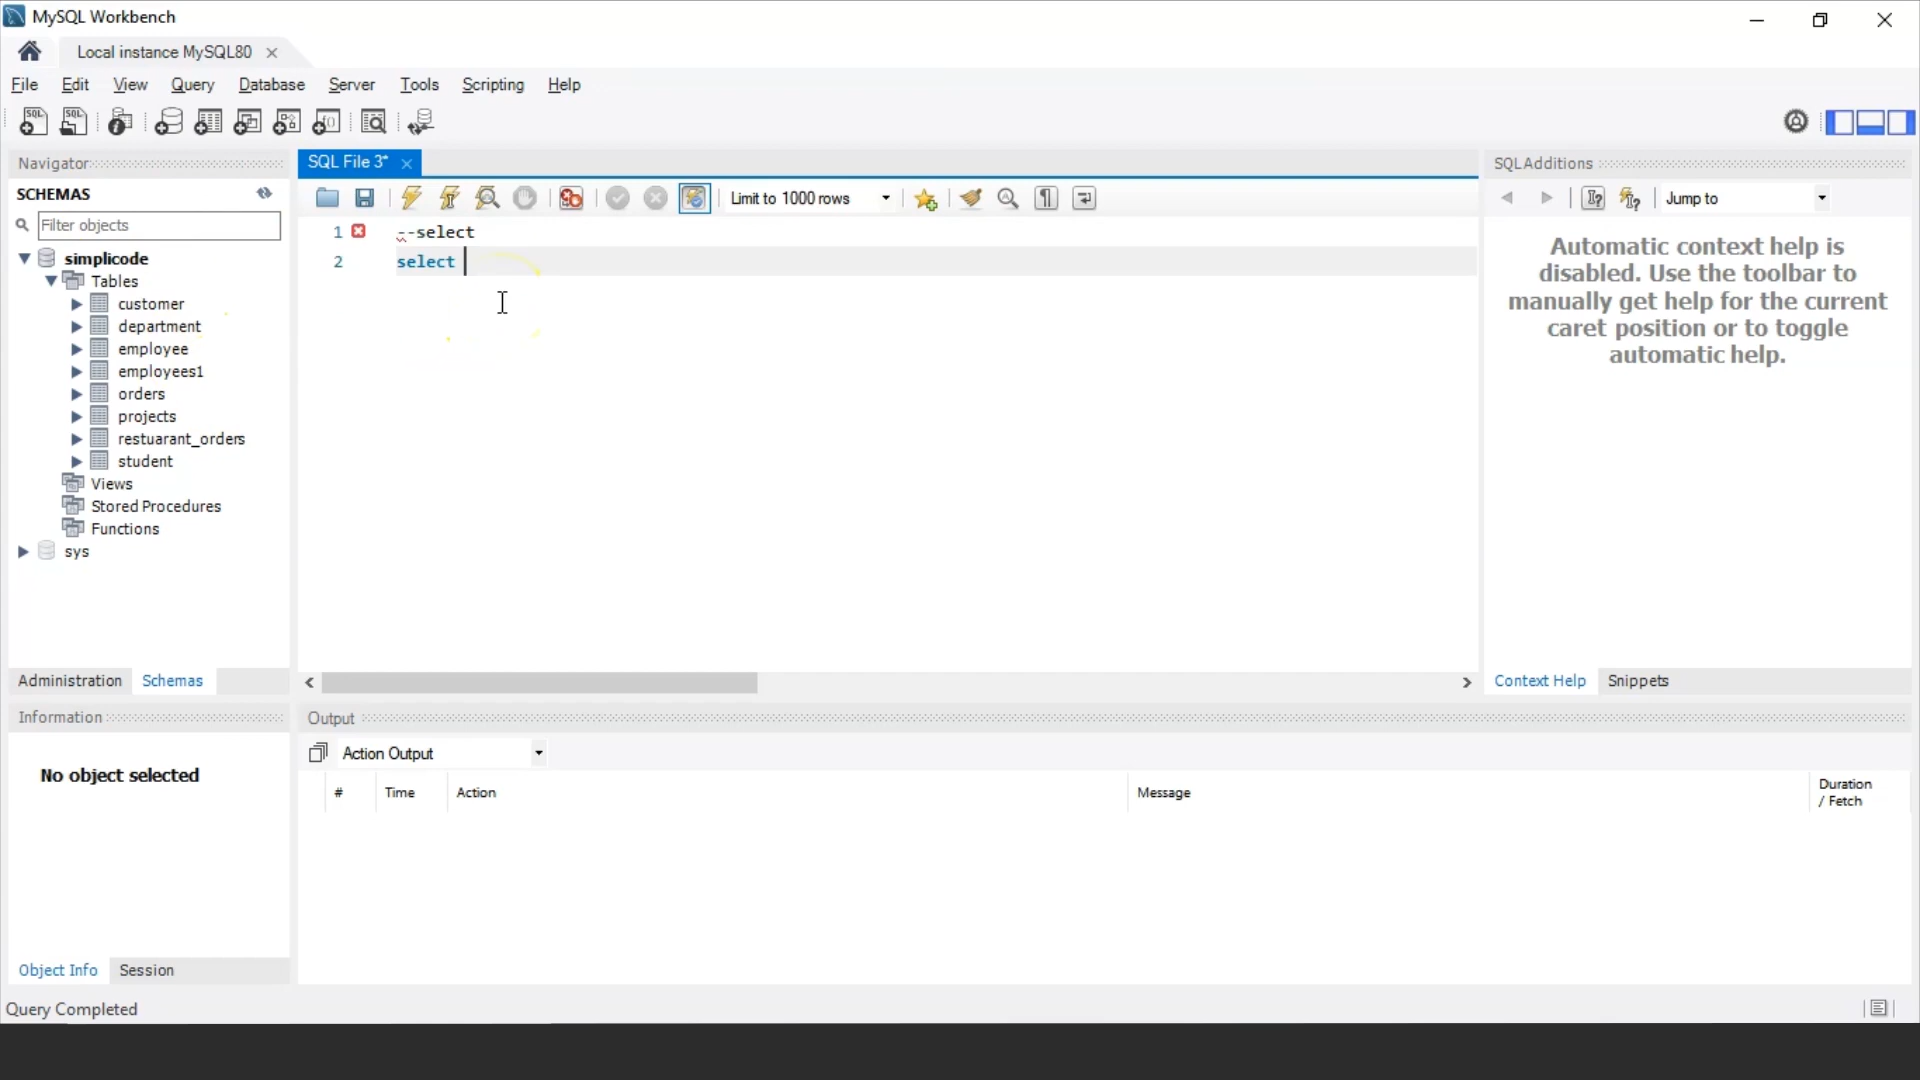 MySQL Workbench
Local instance MySQL80
File Edit View Query Database Server Tools Scripting Help
Navigator
SCHEMAS
Filter objects
simplicode
Tables
customer
department
employee
employees1
orders
projects
restuarant_orders
student
Views
Stored Procedures
Functions
sys
Administration Schemas
Information
No object selected
Object Info Session
SQL File 3*
Limit to 1000 rows
1 --select
2 select
SQLAdditions
Jump to
Automatic context help is
disabled. Use the toolbar to
manually get help for the current
caret position or to toggle
automatic help.
Context Help Snippets
Output
Action Output
# Time Action Message Duration
/ Fetch
Query Completed